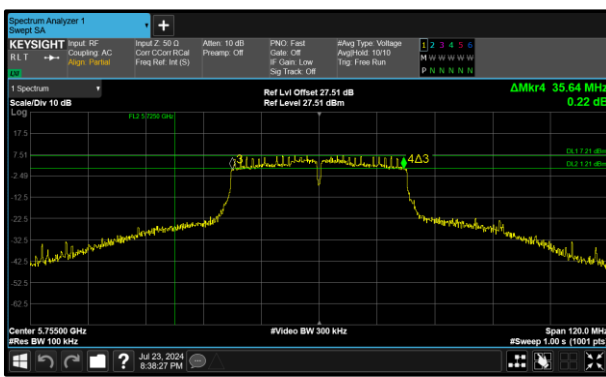 Spectrum Analyzer 1
Swept SA
KEYSIGHT
RLT
Input: RF
Coupling: AC
Align: Partial
Input Z: 50 Ω
Corr CCorr RCal
Freq Ref: Int (S)
Atten: 10 dB
Preamp: Off
PNO: Fast
Gate: Off
IF Gain: Low
Sig Track: Off
#Avg Type: Voltage
Avg|Hold: 10/10
Trig: Free Run
1 2 3 4 5 6
M W W W W W
P N N N N N
1 Spectrum
Scale/Div 10 dB
Log
Ref Lvl Offset 27.51 dB
Ref Level 27.51 dBm
ΔMkr4 35.64 MHz
0.22 dB
FL2 5.7250 GHz
17.5
7.51
-2.49
-12.5
-22.5
-32.5
-42.5
-52.5
-62.5
3
4Δ3
DL1 7.21 dBm
DL2 1.21 dBm
Center 5.75500 GHz
#Res BW 100 kHz
#Video BW 300 kHz
Span 120.0 MHz
#Sweep 1.00 s (1001 pts
Jul 23, 2024
8:38:27 PM